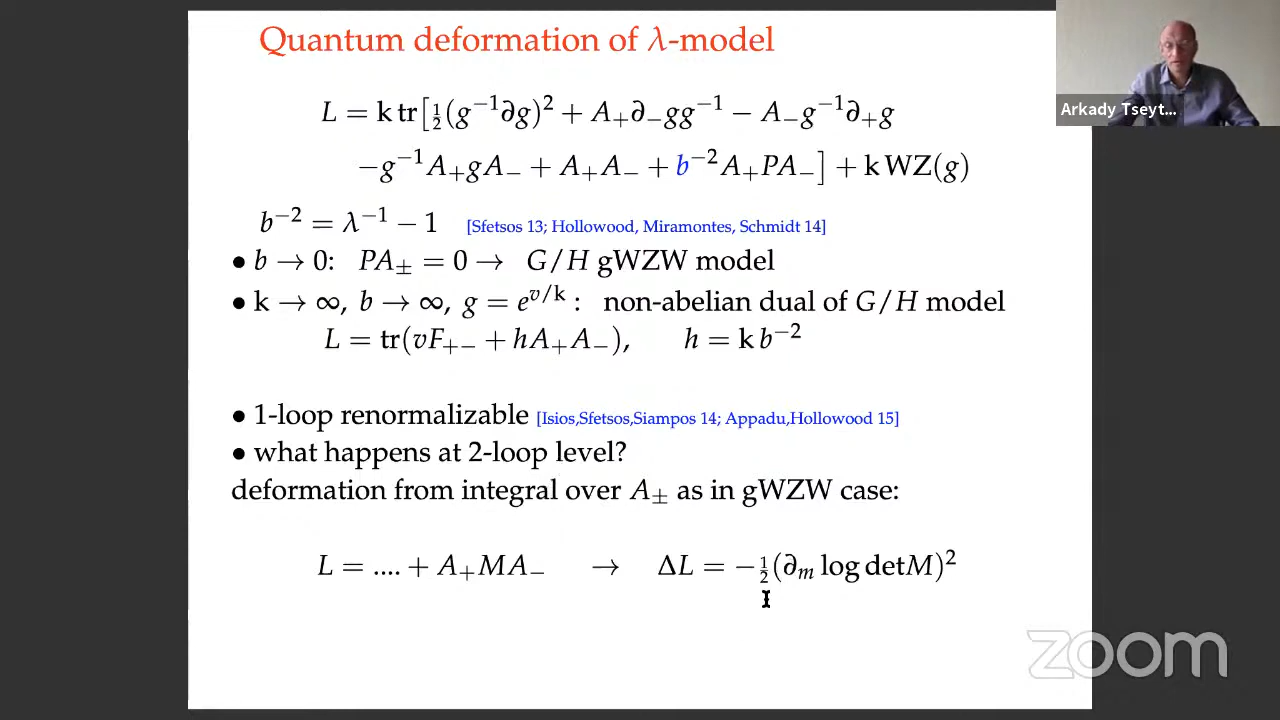 Quantum deformation of λ-model
L = k tr[½(g⁻¹∂g)² + A₊∂₋gg⁻¹ − A₋g⁻¹∂₊g
−g⁻¹A₊gA₋ + A₊A₋ + b⁻²A₊PA₋] + k WZ(g)
b⁻² = λ⁻¹ − 1 [Sfetsos 13; Hollowood, Miramontes, Schmidt 14]
• b → 0: PA± = 0 → G/H gWZW model
• k → ∞, b → ∞, g = e^{v/k} : non-abelian dual of G/H model
L = tr(vF₊₋ + hA₊A₋), h = k b⁻²
• 1-loop renormalizable [Isios,Sfetsos,Siampos 14; Appadu,Hollowood 15]
• what happens at 2-loop level?
deformation from integral over A± as in gWZW case:
L = .... + A₊MA₋ → ΔL = −½(∂ₘ log detM)²
Arkady Tseyt...
zoom